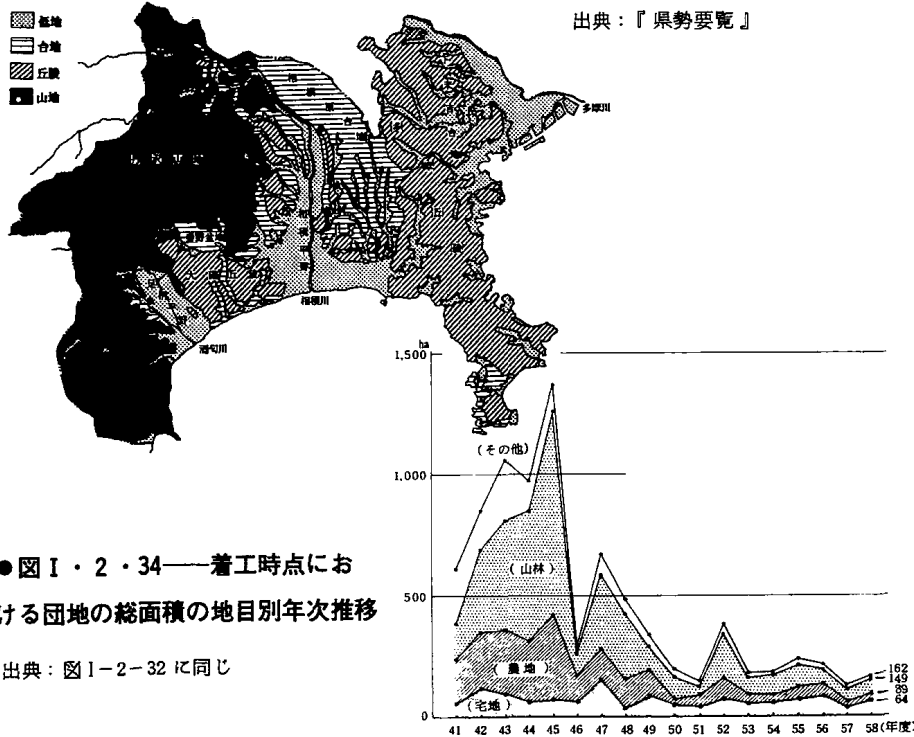 低地
台地
丘陵
山地
出典:『県勢要覧』
多摩川
相模川
酒匂川
ha
1,500
1,000
500
0
(その他)
(山林)
(農地)
(宅地)
162
149
89
64
41 42 43 44 45 46 47 48 49 50 51 52 53 54 55 56 57 58(年度)
●図Ⅰ・2・34——着工時点にお
ける団地の総面積の地目別年次推移
出典:図Ⅰ-2-32に同じ